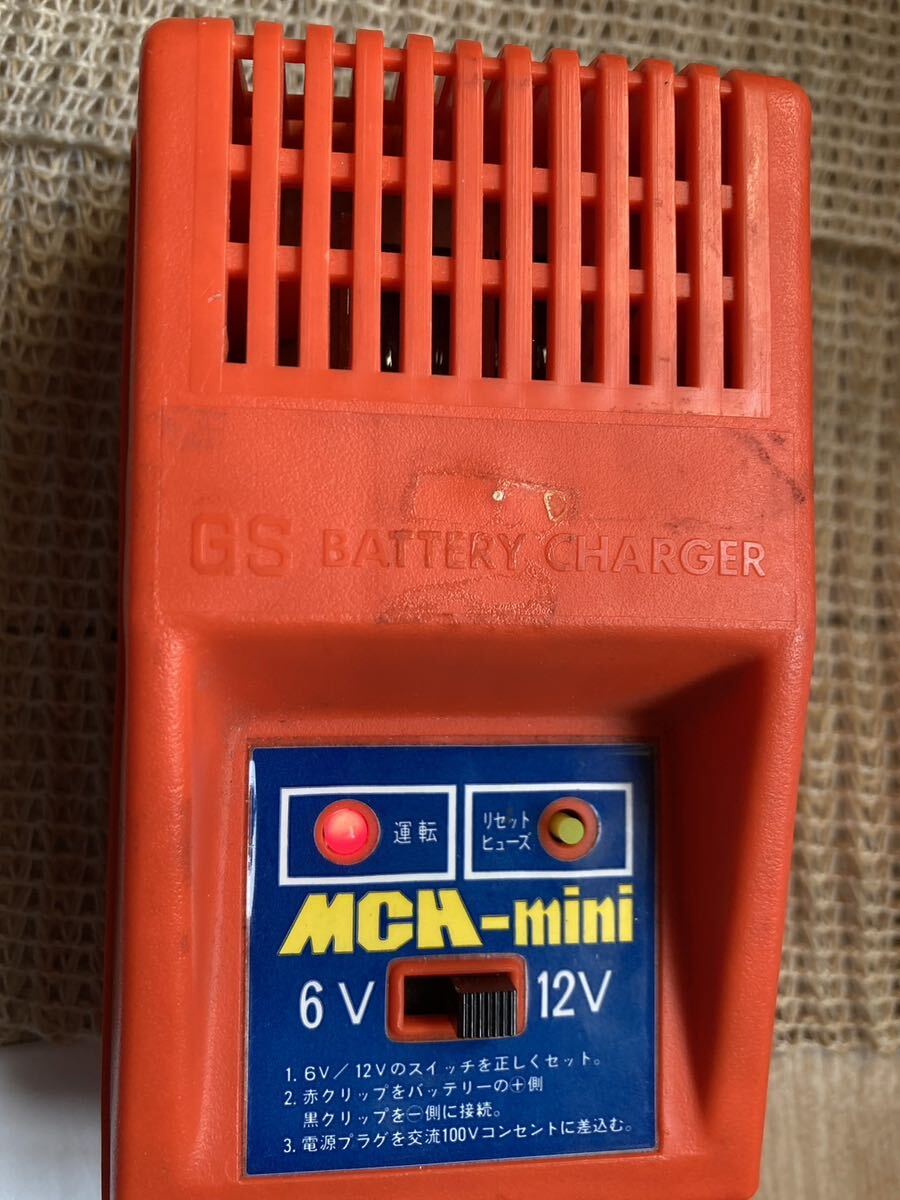 GS BATTERY CHARGER
運転
リセット
ヒューズ
MCH-mini
6V 12V
1. 6V／12Vのスイッチを正しくセット。
2. 赤クリップをバッテリーの⊕側
黒クリップを⊖側に接続。
3. 電源プラグを交流100Vコンセントに差込む。